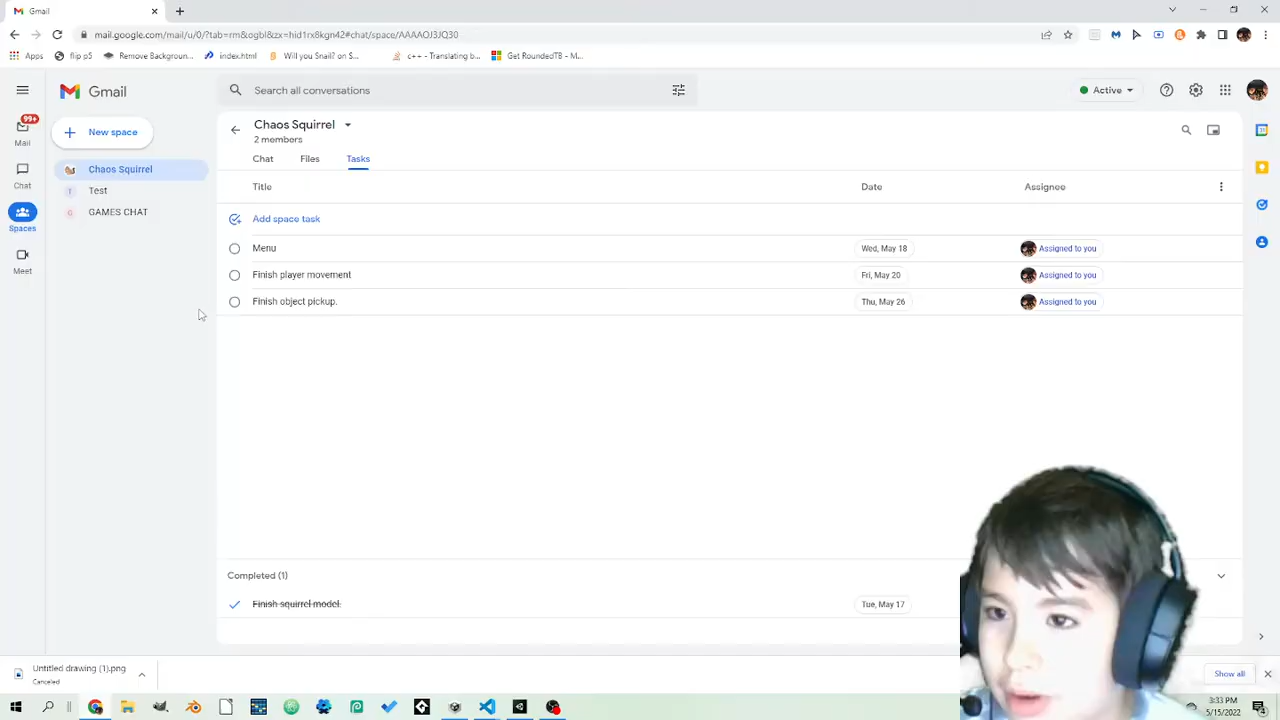 Gmail
mail.google.com/mail/u/0/?tab=rm&ogbl&zx=hid1rx8kgn42#chat/space/AAAAOJ3JQ30
Apps flip p5 Remove Backgroun... index.html Will you Snail? on S... c++ - Translating b... Get RoundedTB - M...
Gmail
Search all conversations
Active
99+
Mail
New space
Chaos Squirrel
2 members
Chat
Files
Tasks
Chaos Squirrel
Test
GAMES CHAT
Chat
Spaces
Meet
Title Date Assignee
Add space task
Menu Wed, May 18 Assigned to you
Finish player movement Fri, May 20 Assigned to you
Finish object pickup. Thu, May 26 Assigned to you
Completed (1)
Finish squirrel model. Tue, May 17
Untitled drawing (1).png
Canceled
Show all
3:33 PM
5/15/2022